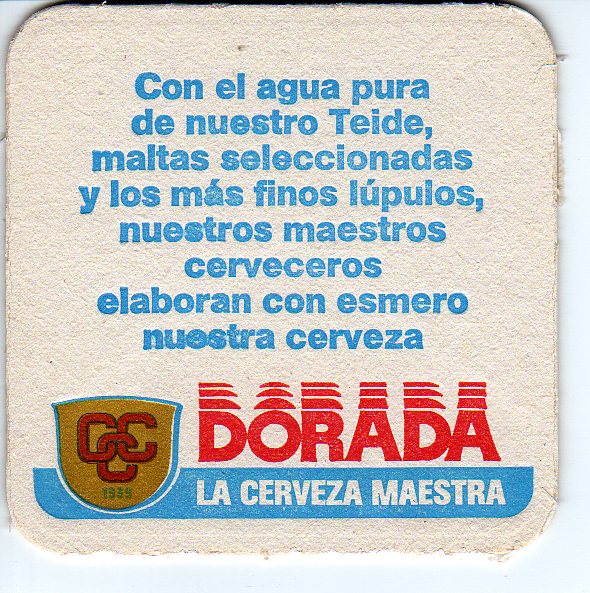 Con el agua pura
de nuestro Teide,
maltas seleccionadas
y los más finos lúpulos,
nuestros maestros
cerveceros
elaboran con esmero
nuestra cerveza
DORADA
CCC
1939
LA CERVEZA MAESTRA